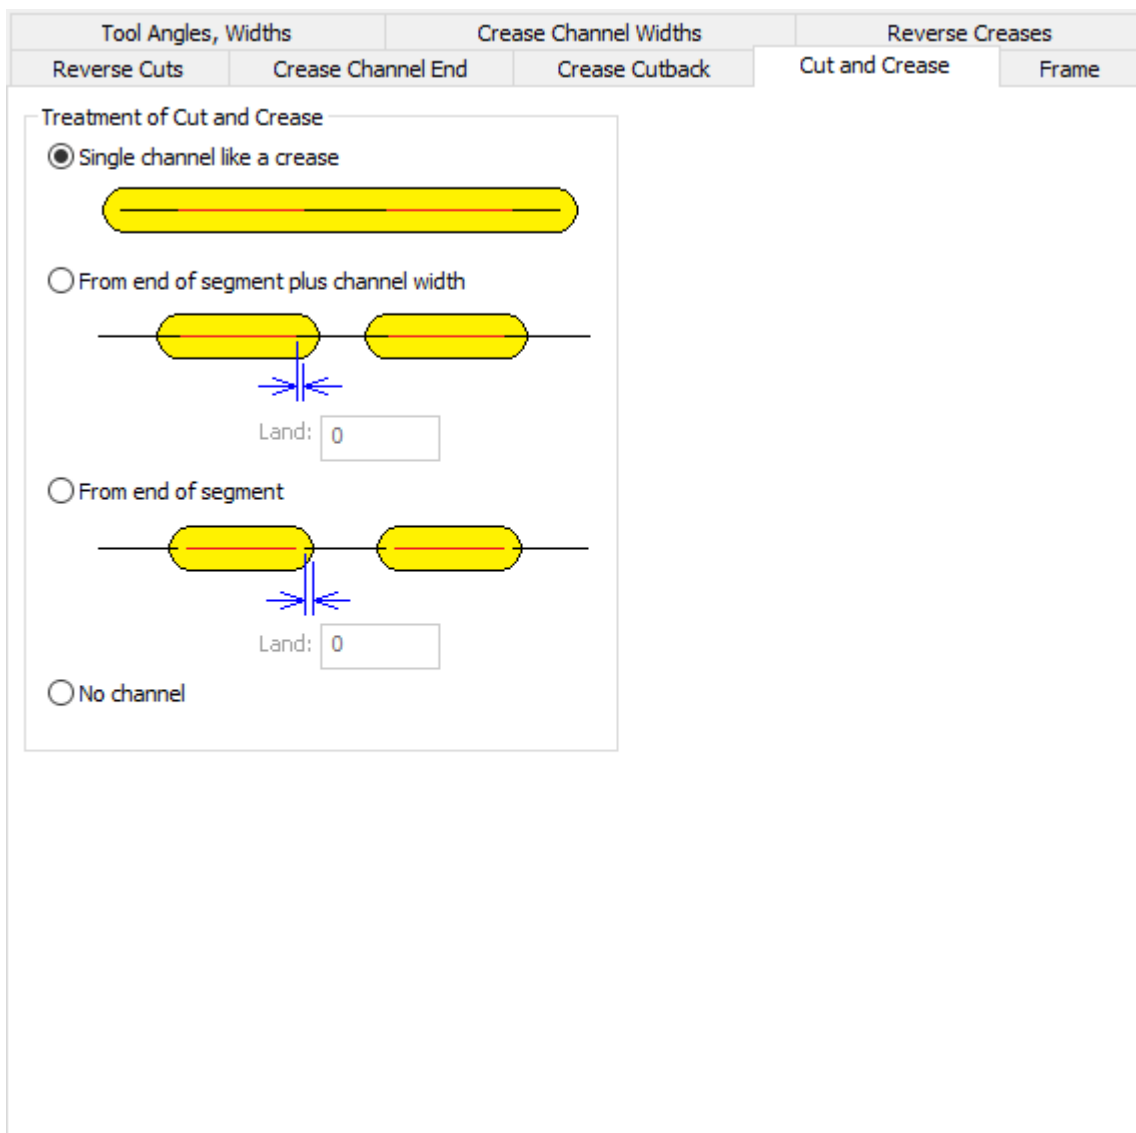 Tool Angles, Widths
Crease Channel Widths
Reverse Creases
Reverse Cuts
Crease Channel End
Crease Cutback
Cut and Crease
Frame
Treatment of Cut and Crease
Single channel like a crease
From end of segment plus channel width
Land: 0
From end of segment
Land: 0
No channel